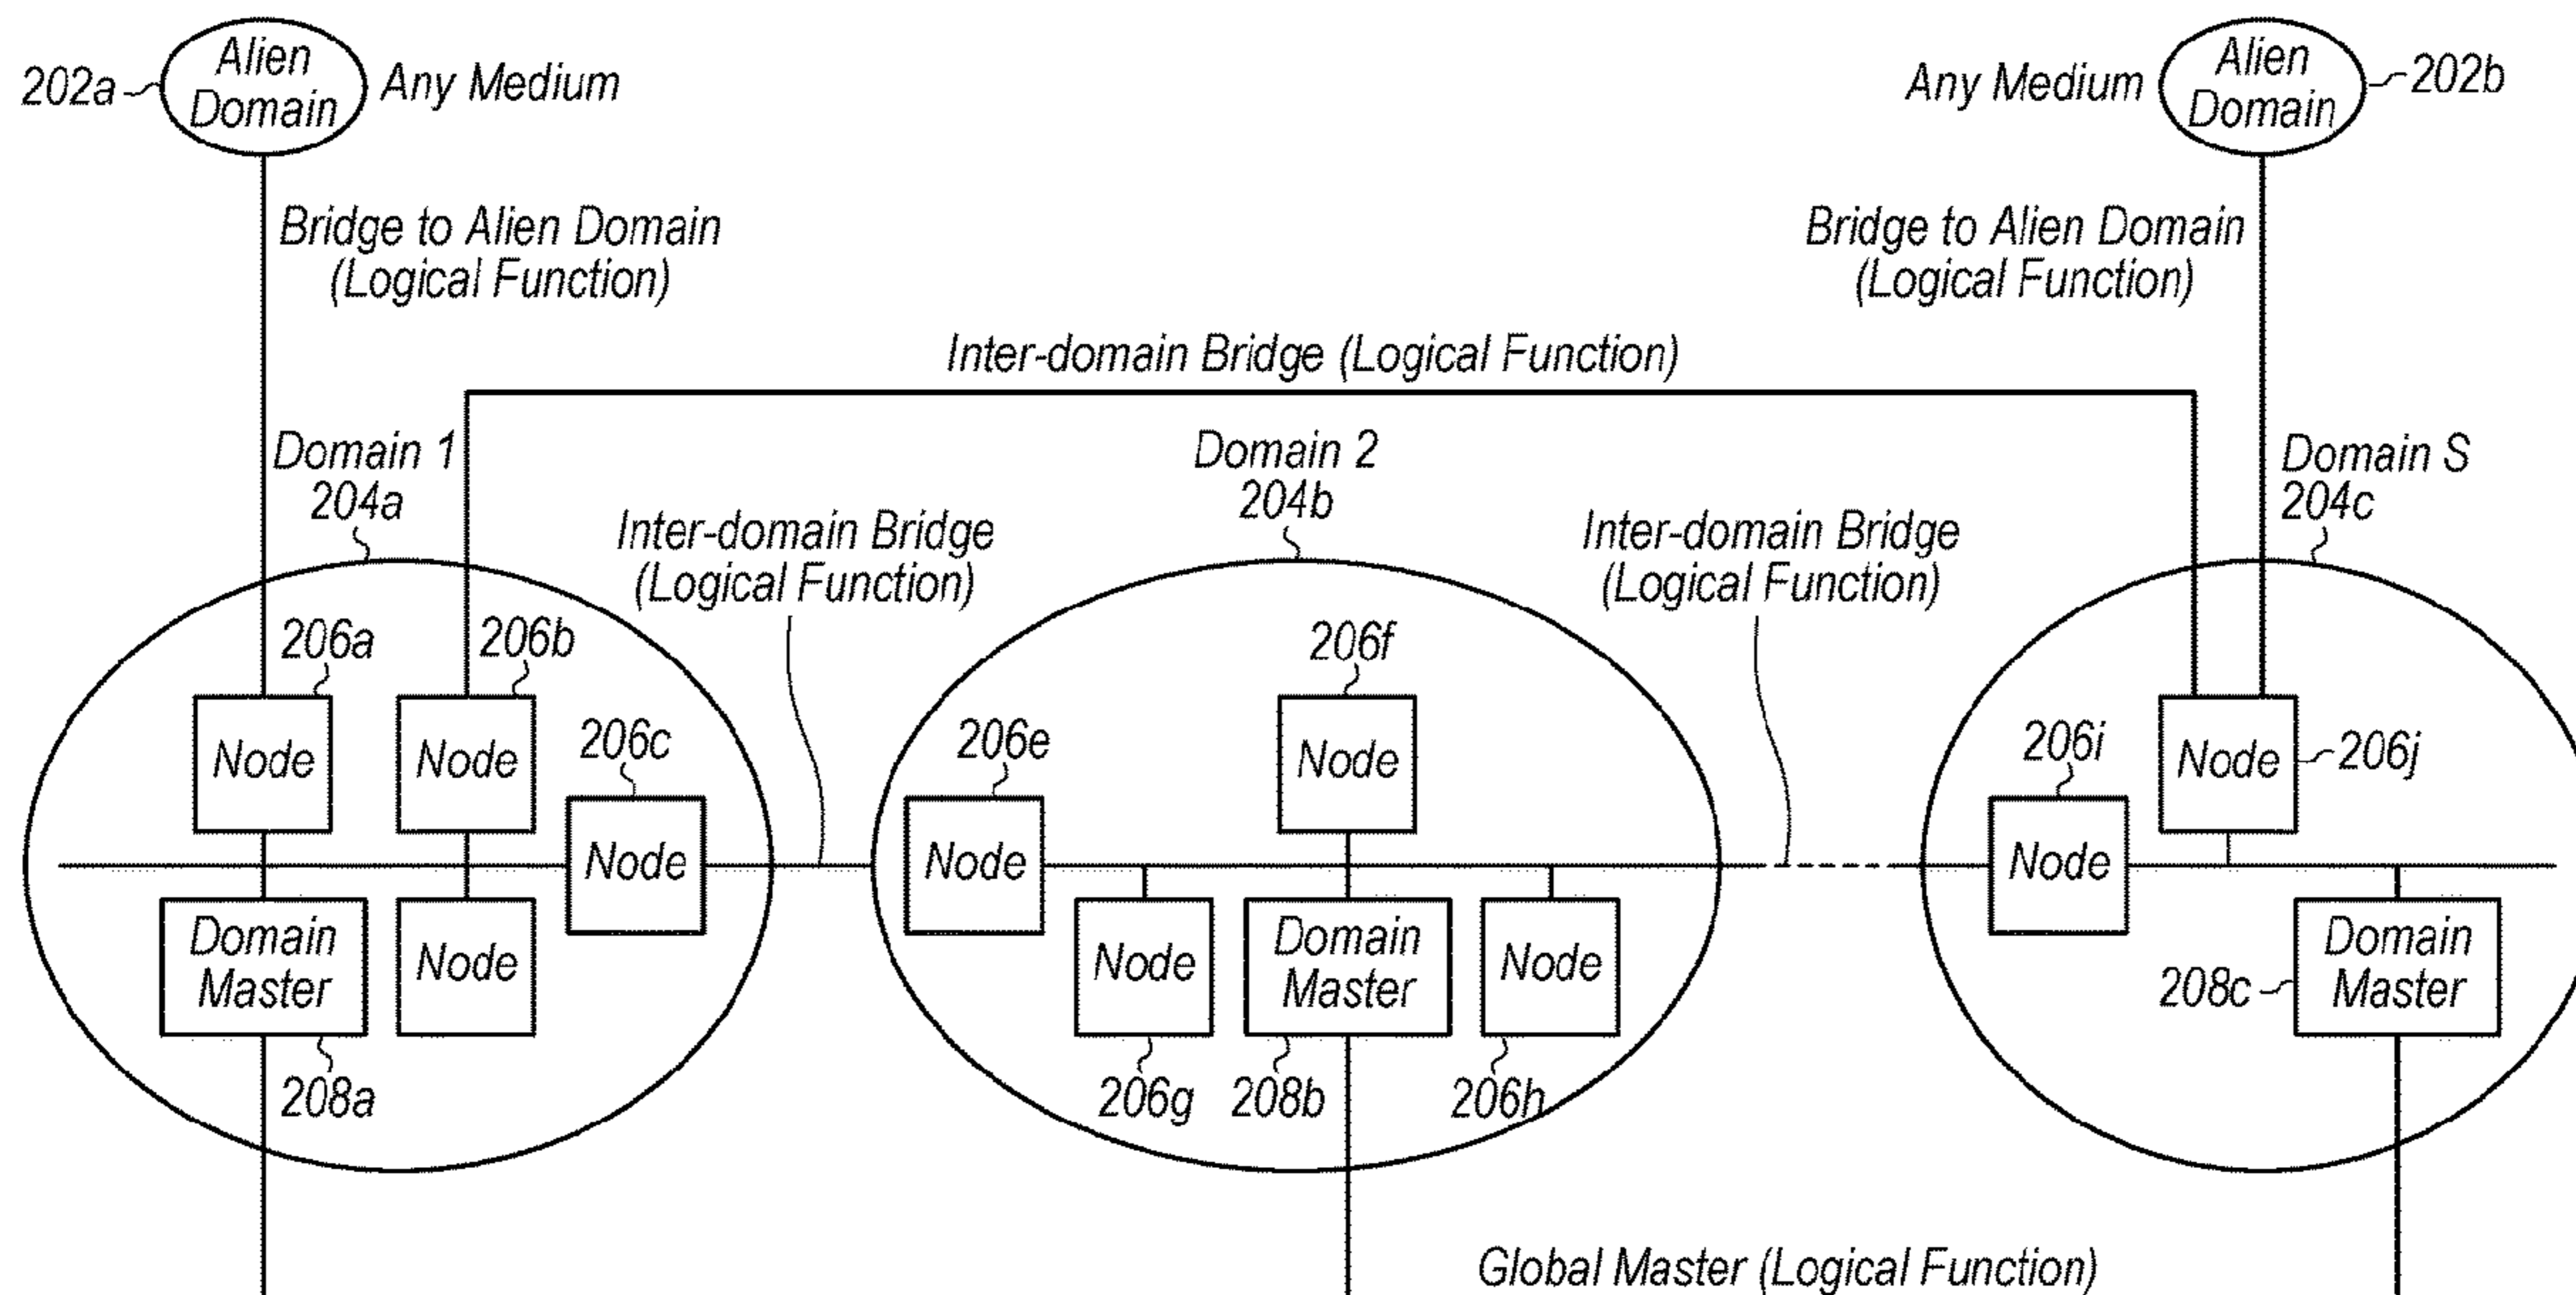 202a
Alien
Domain
Any Medium
Any Medium
Alien
Domain
202b
Bridge to Alien Domain
(Logical Function)
Bridge to Alien Domain
(Logical Function)
Inter-domain Bridge (Logical Function)
Domain 1
204a
Domain 2
204b
Domain S
204c
Inter-domain Bridge
(Logical Function)
Inter-domain Bridge
(Logical Function)
206a
206b
206c
206e
206f
206i
206j
Node
Node
Node
Node
Node
Node
Node
Domain
Master
Node
Node
Domain
Master
Node
208c
Domain
Master
208a
206g
208b
206h
Global Master (Logical Function)